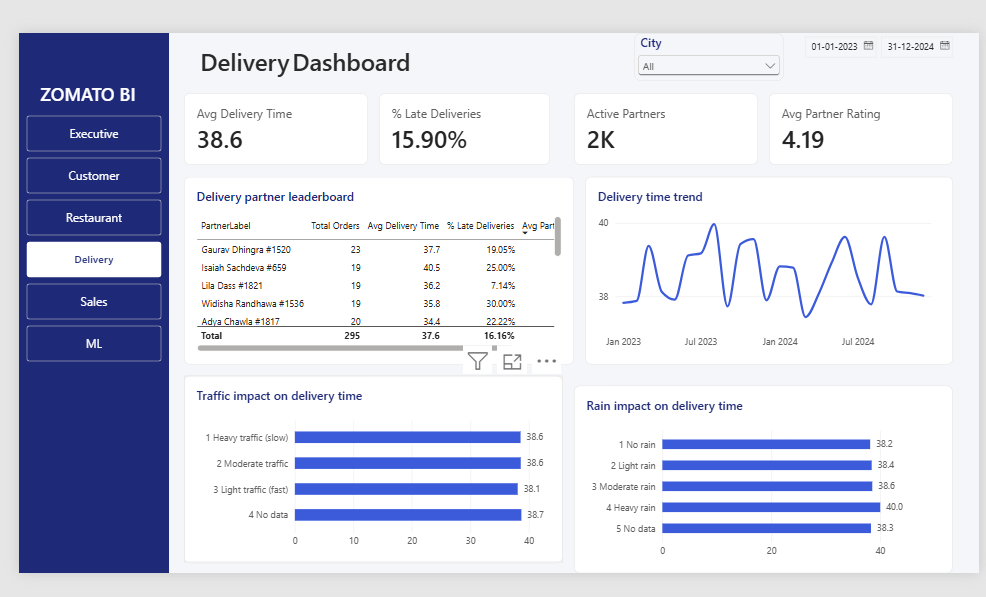 ZOMATO BI
Executive
Customer
Restaurant
Delivery
Sales
ML
Delivery Dashboard
City
All
01-01-2023
31-12-2024
Avg Delivery Time
38.6
% Late Deliveries
15.90%
Active Partners
2K
Avg Partner Rating
4.19
Delivery partner leaderboard
PartnerLabel Total Orders Avg Delivery Time % Late Deliveries Avg Part
Gaurav Dhingra #1520 23 37.7 19.05%
Isaiah Sachdeva #659 19 40.5 25.00%
Lila Dass #1821 19 36.2 7.14%
Widisha Randhawa #1536 19 35.8 30.00%
Adya Chawla #1817 20 34.4 22.22%
Total 295 37.6 16.16%
Delivery time trend
40
38
Jan 2023 Jul 2023 Jan 2024 Jul 2024
Traffic impact on delivery time
1 Heavy traffic (slow) 38.6
2 Moderate traffic 38.6
3 Light traffic (fast) 38.1
4 No data 38.7
0 10 20 30 40
Rain impact on delivery time
1 No rain 38.2
2 Light rain 38.4
3 Moderate rain 38.6
4 Heavy rain 40.0
5 No data 38.3
0 20 40